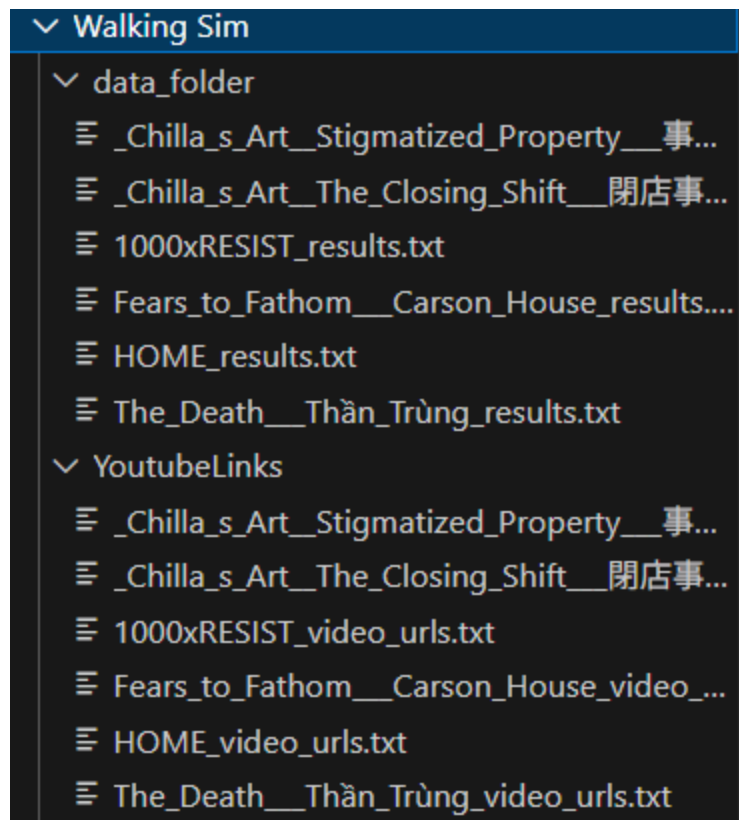 Walking Sim
data_folder
_Chilla_s_Art__Stigmatized_Property___事...
_Chilla_s_Art__The_Closing_Shift___閉店事...
1000xRESIST_results.txt
Fears_to_Fathom___Carson_House_results....
HOME_results.txt
The_Death___Thần_Trùng_results.txt
YoutubeLinks
_Chilla_s_Art__Stigmatized_Property___事...
_Chilla_s_Art__The_Closing_Shift___閉店事...
1000xRESIST_video_urls.txt
Fears_to_Fathom___Carson_House_video_...
HOME_video_urls.txt
The_Death___Thần_Trùng_video_urls.txt